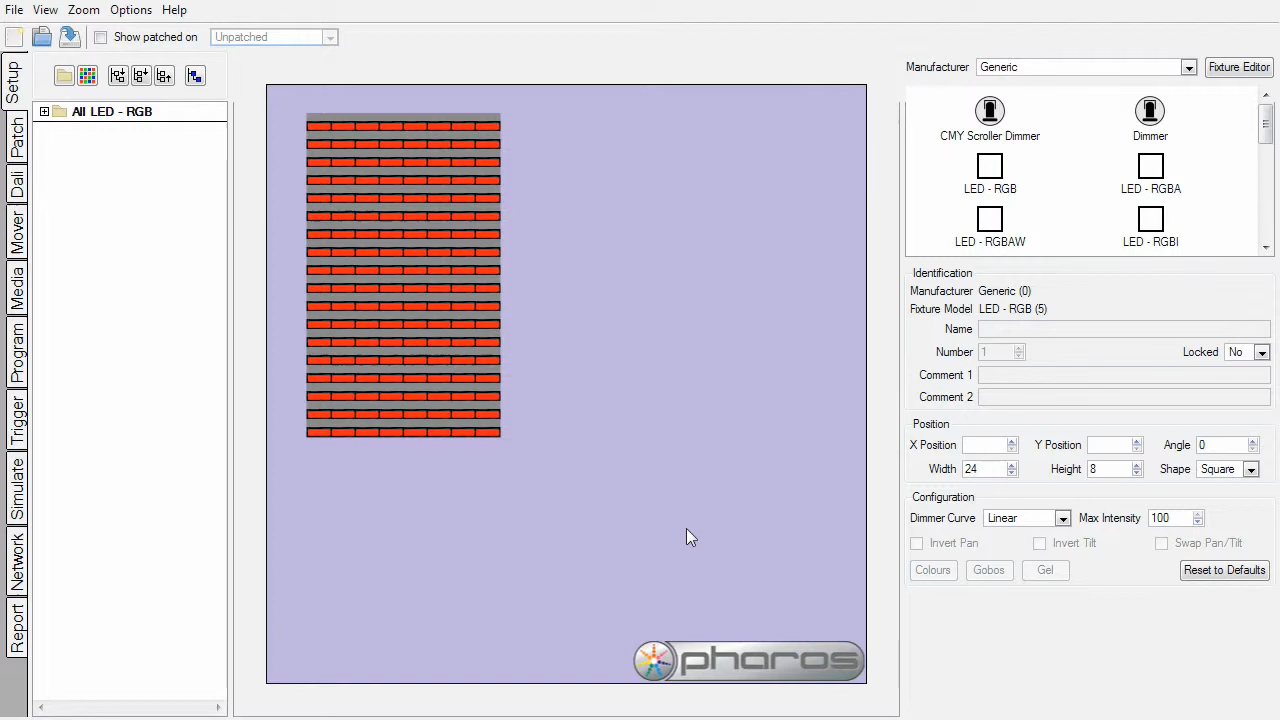 File View Zoom Options Help
Show patched on Unpatched
Setup
Patch
Dali
Mover
Media
Program
Trigger
Simulate
Network
Report
All LED - RGB
pharos
Manufacturer Generic Fixture Editor
CMY Scroller Dimmer Dimmer
LED - RGB LED - RGBA
LED - RGBAW LED - RGBI
Identification
Manufacturer Generic (0)
Fixture Model LED - RGB (5)
Name
Number 1 Locked No
Comment 1
Comment 2
Position
X Position Y Position Angle 0
Width 24 Height 8 Shape Square
Configuration
Dimmer Curve Linear Max Intensity 100
Invert Pan Invert Tilt Swap Pan/Tilt
Colours Gobos Gel Reset to Defaults